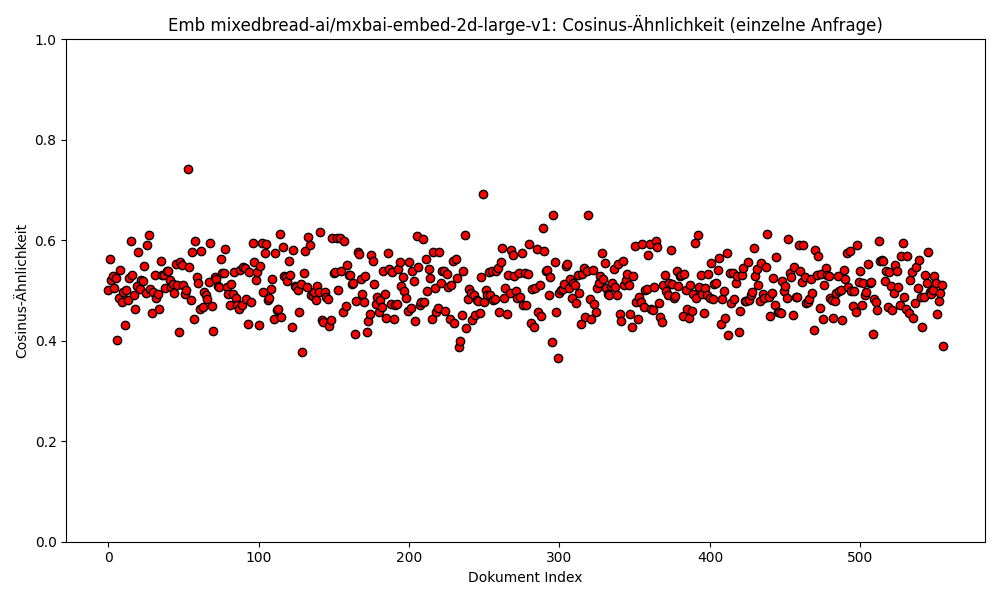 Emb mixedbread-ai/mxbai-embed-2d-large-v1: Cosinus-Ähnlichkeit (einzelne Anfrage)
1.0
0.8
0.6
0.4
0.2
0.0
Cosinus-Ähnlichkeit
0 100 200 300 400 500
Dokument Index